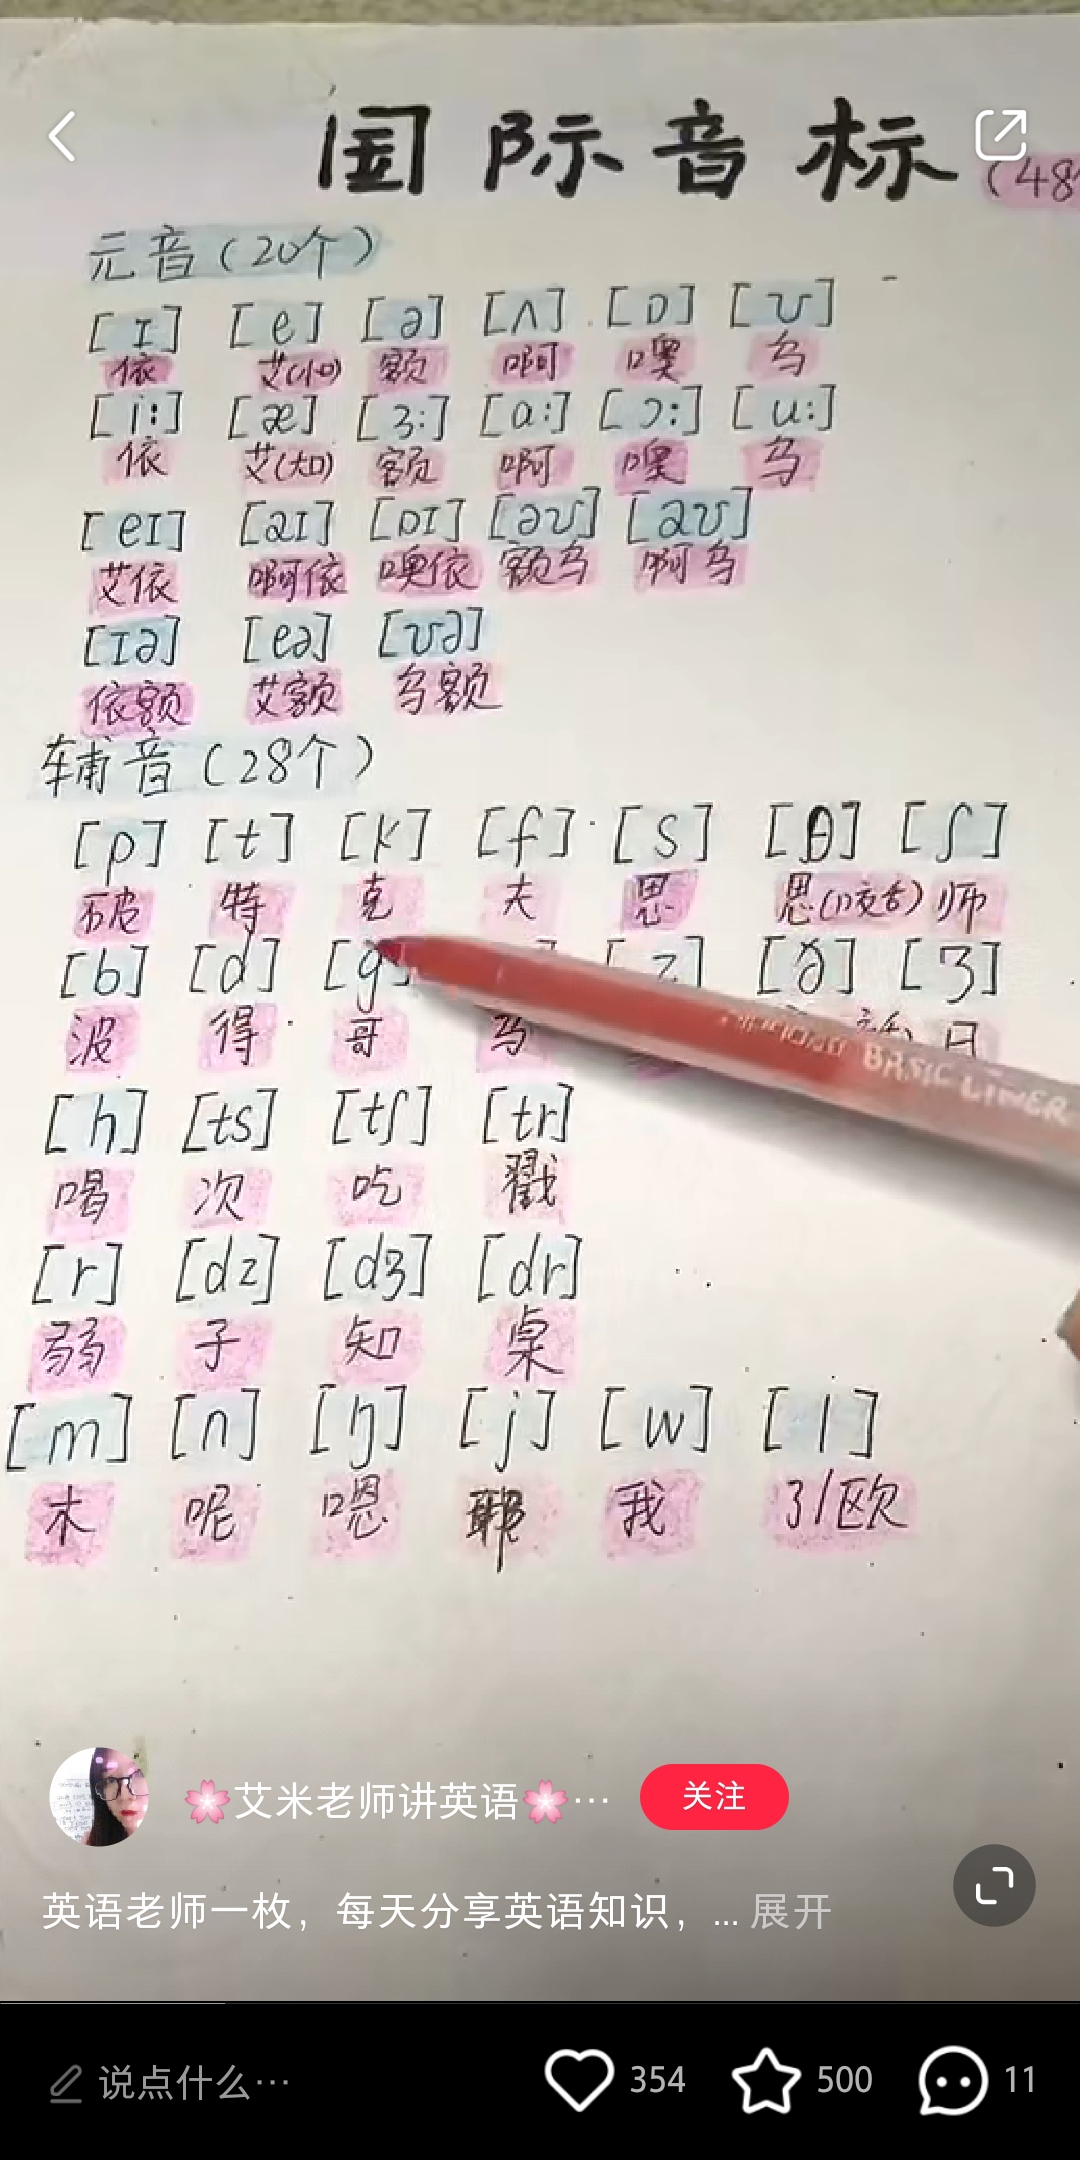 国际音标(48
元音(20个)
[ɪ] [e] [ə] [ʌ] [ɒ] [ʊ]
依 艾(小口) 额 啊 噢 乌
[i:] [æ] [ɜ:] [ɑ:] [ɔ:] [u:]
依 艾(大口) 额 啊 噢 乌
[eɪ] [aɪ] [ɒɪ] [əʊ] [aʊ]
艾依 啊依 噢依 额乌 啊乌
[ɪə] [eə] [ʊə]
依额 艾额 乌额
辅音(28个)
[p] [t] [k] [f] [s] [θ] [ʃ]
破 特 克 夫 思 思(咬舌) 师
[b] [d] [g] [z] [ð] [ʒ]
波 得 哥 日
[h] [ts] [tʃ] [tr]
喝 次 吃 戳
[r] [dz] [dʒ] [dr]
弱 子 知 桌
[m] [n] [ŋ] [j] [w] [l]
木 呢 嗯 耶 我 了/欧
BASIC LINER
🌸艾米老师讲英语🌸… 关注
英语老师一枚，每天分享英语知识，... 展开
说点什么… 354 500 11